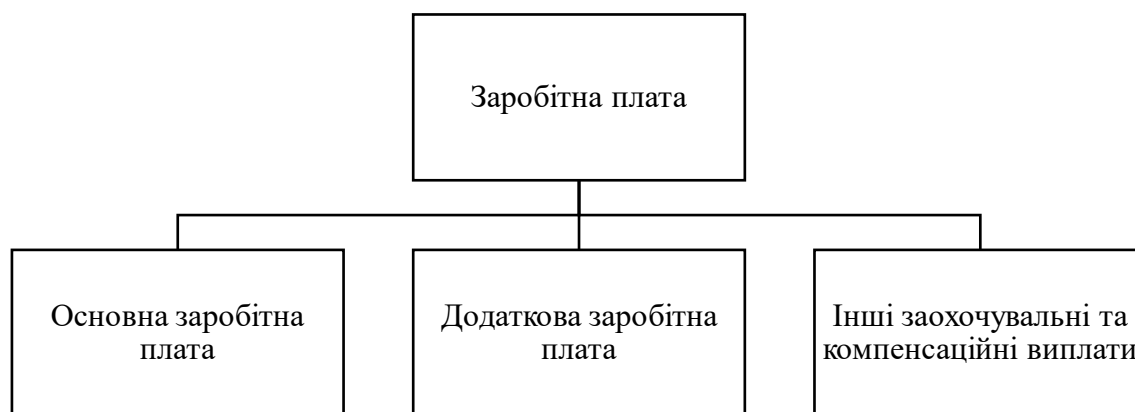 Заробітна плата
Основна заробітна
плата
Додаткова заробітна
плата
Інші заохочувальні та
компенсаційні виплати